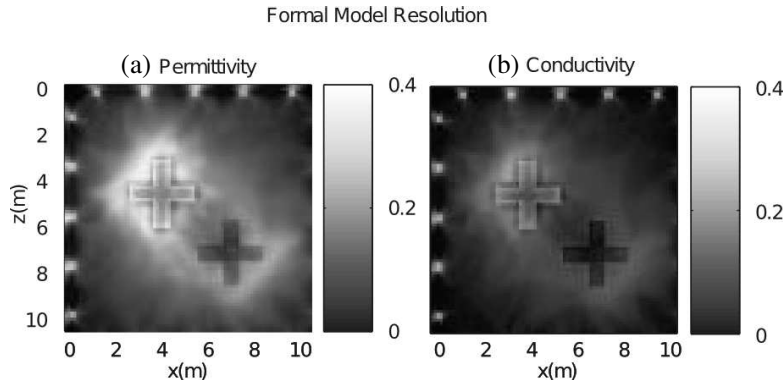 Formal Model Resolution
(a) Permittivity
(b) Conductivity
0
2
4
6
8
10
z(m)
0 2 4 6 8 10
x(m)
0.4
0.2
0
0 2 4 6 8 10
x(m)
0.4
0.2
0